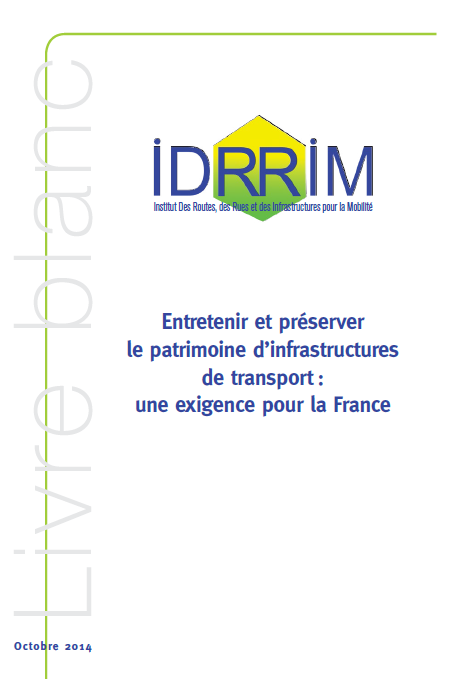 Livre blanc
iDRRiM
Institut Des Routes, des Rues et des Infrastructures pour la Mobilité
Entretenir et préserver
le patrimoine d'infrastructures
de transport :
une exigence pour la France
Octobre 2014